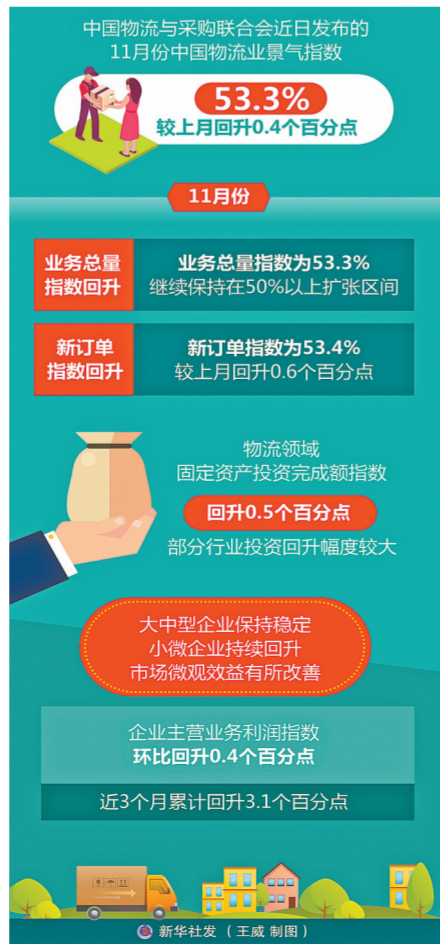 中国物流与采购联合会近日发布的
11月份中国物流业景气指数
53.3%
较上月回升0.4个百分点
11月份
业务总量
指数回升
业务总量指数为53.3%
继续保持在50%以上扩张区间
新订单
指数回升
新订单指数为53.4%
较上月回升0.6个百分点
物流领域
固定资产投资完成额指数
回升0.5个百分点
部分行业投资回升幅度较大
大中型企业保持稳定
小微企业持续回升
市场微观效益有所改善
企业主营业务利润指数
环比回升0.4个百分点
近3个月累计回升3.1个百分点
新华社发（王威 制图）